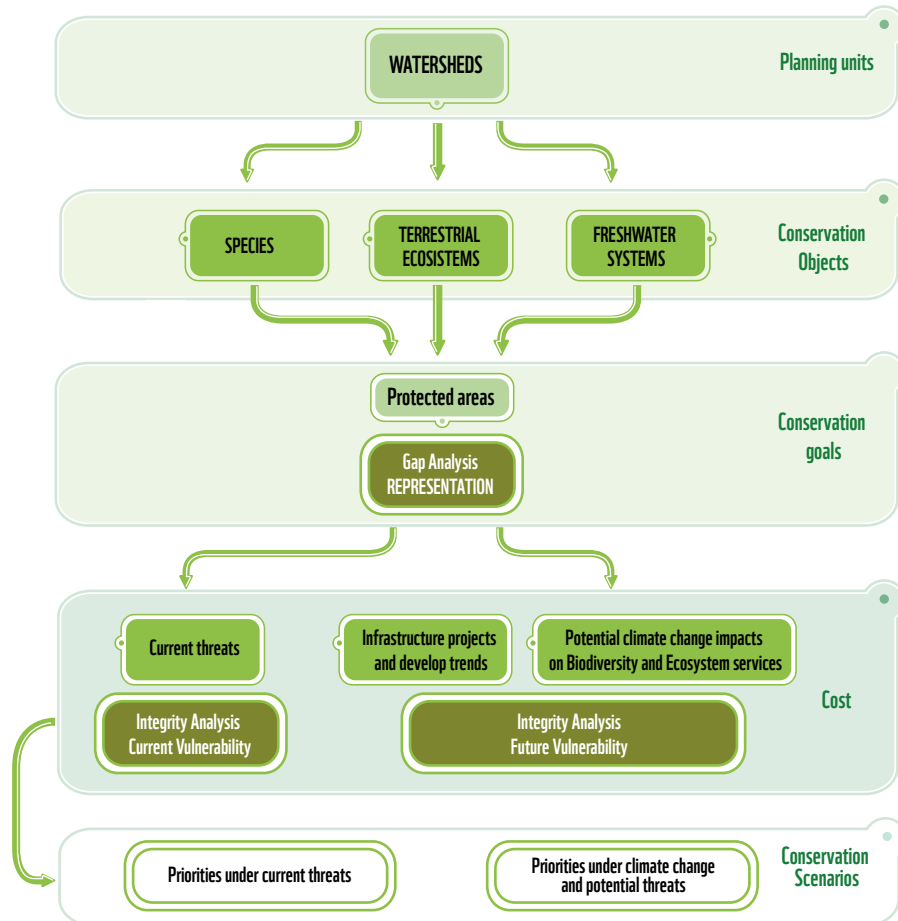 WATERSHEDS
Planning units
SPECIES
TERRESTRIAL
ECOSISTEMS
FRESHWATER
SYSTEMS
Conservation
Objects
Protected areas
Gap Analysis
REPRESENTATION
Conservation
goals
Current threats
Infrastructure projects
and develop trends
Potential climate change impacts
on Biodiversity and Ecosystem services
Integrity Analysis
Current Vulnerability
Integrity Analysis
Future Vulnerability
Cost
Priorities under current threats
Priorities under climate change
and potential threats
Conservation
Scenarios